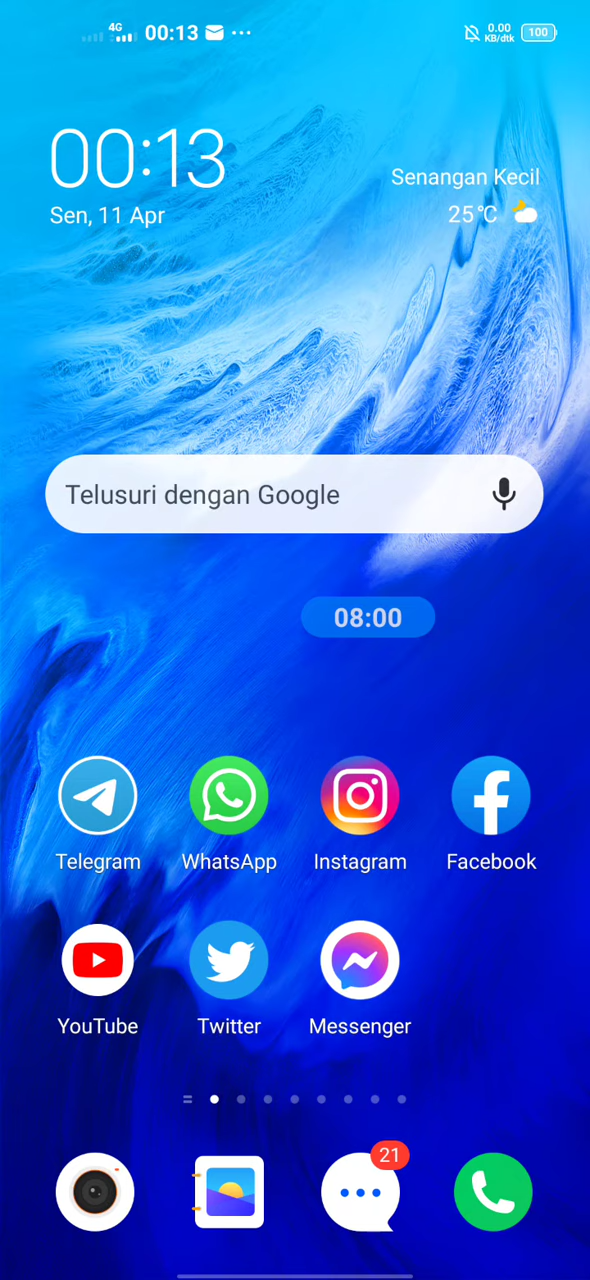 4G 00:13 0.00 KB/dtk 100
00:13
Sen, 11 Apr
Senangan Kecil
25°C
Telusuri dengan Google
08:00
Telegram WhatsApp Instagram Facebook
YouTube Twitter Messenger
21